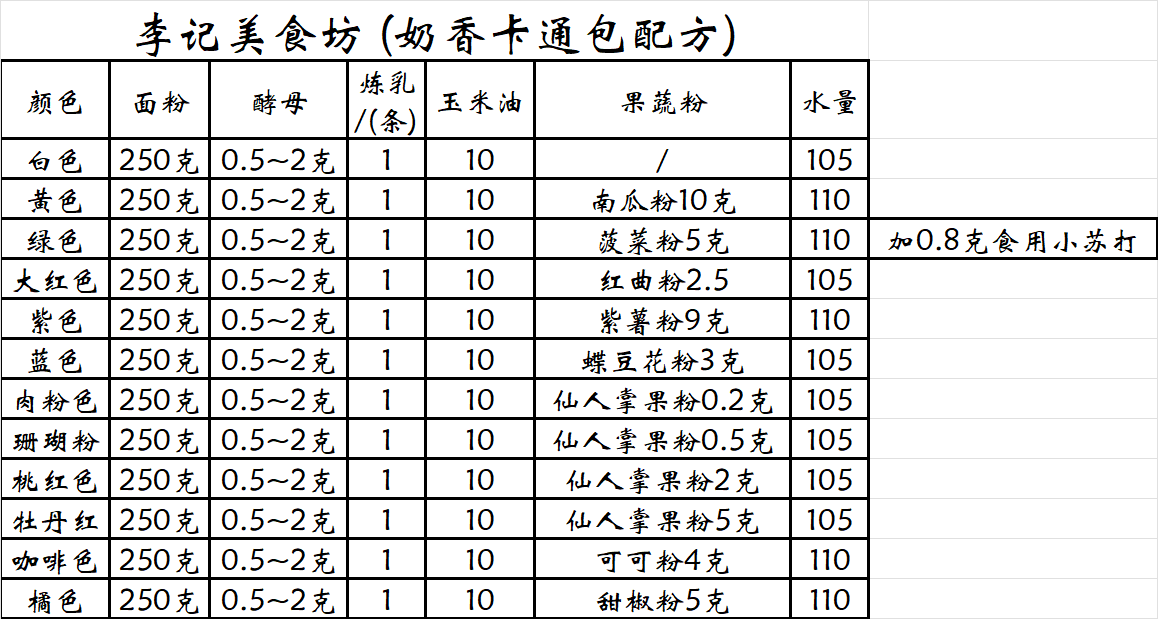 李记美食坊 (奶香卡通包配方)
颜色 面粉 酵母 炼乳/(条) 玉米油 果蔬粉 水量
白色 250克 0.5~2克 1 10 / 105
黄色 250克 0.5~2克 1 10 南瓜粉10克 110
绿色 250克 0.5~2克 1 10 菠菜粉5克 110 加0.8克食用小苏打
大红色 250克 0.5~2克 1 10 红曲粉2.5 105
紫色 250克 0.5~2克 1 10 紫薯粉9克 110
蓝色 250克 0.5~2克 1 10 蝶豆花粉3克 105
肉粉色 250克 0.5~2克 1 10 仙人掌果粉0.2克 105
珊瑚粉 250克 0.5~2克 1 10 仙人掌果粉0.5克 105
桃红色 250克 0.5~2克 1 10 仙人掌果粉2克 105
牡丹红 250克 0.5~2克 1 10 仙人掌果粉5克 105
咖啡色 250克 0.5~2克 1 10 可可粉4克 110
橘色 250克 0.5~2克 1 10 甜椒粉5克 110